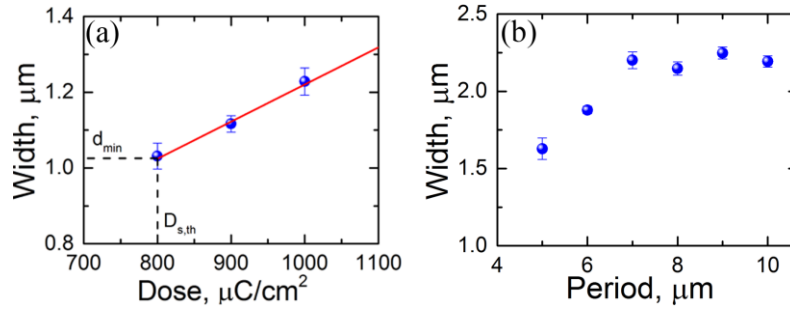 (a)
Width, μm
1.4
1.2
1.0
0.8
d_min
D_s,th
700 800 900 1000 1100
Dose, μC/cm²
(b)
Width, μm
2.5
2.0
1.5
1.0
4 6 8 10
Period, μm